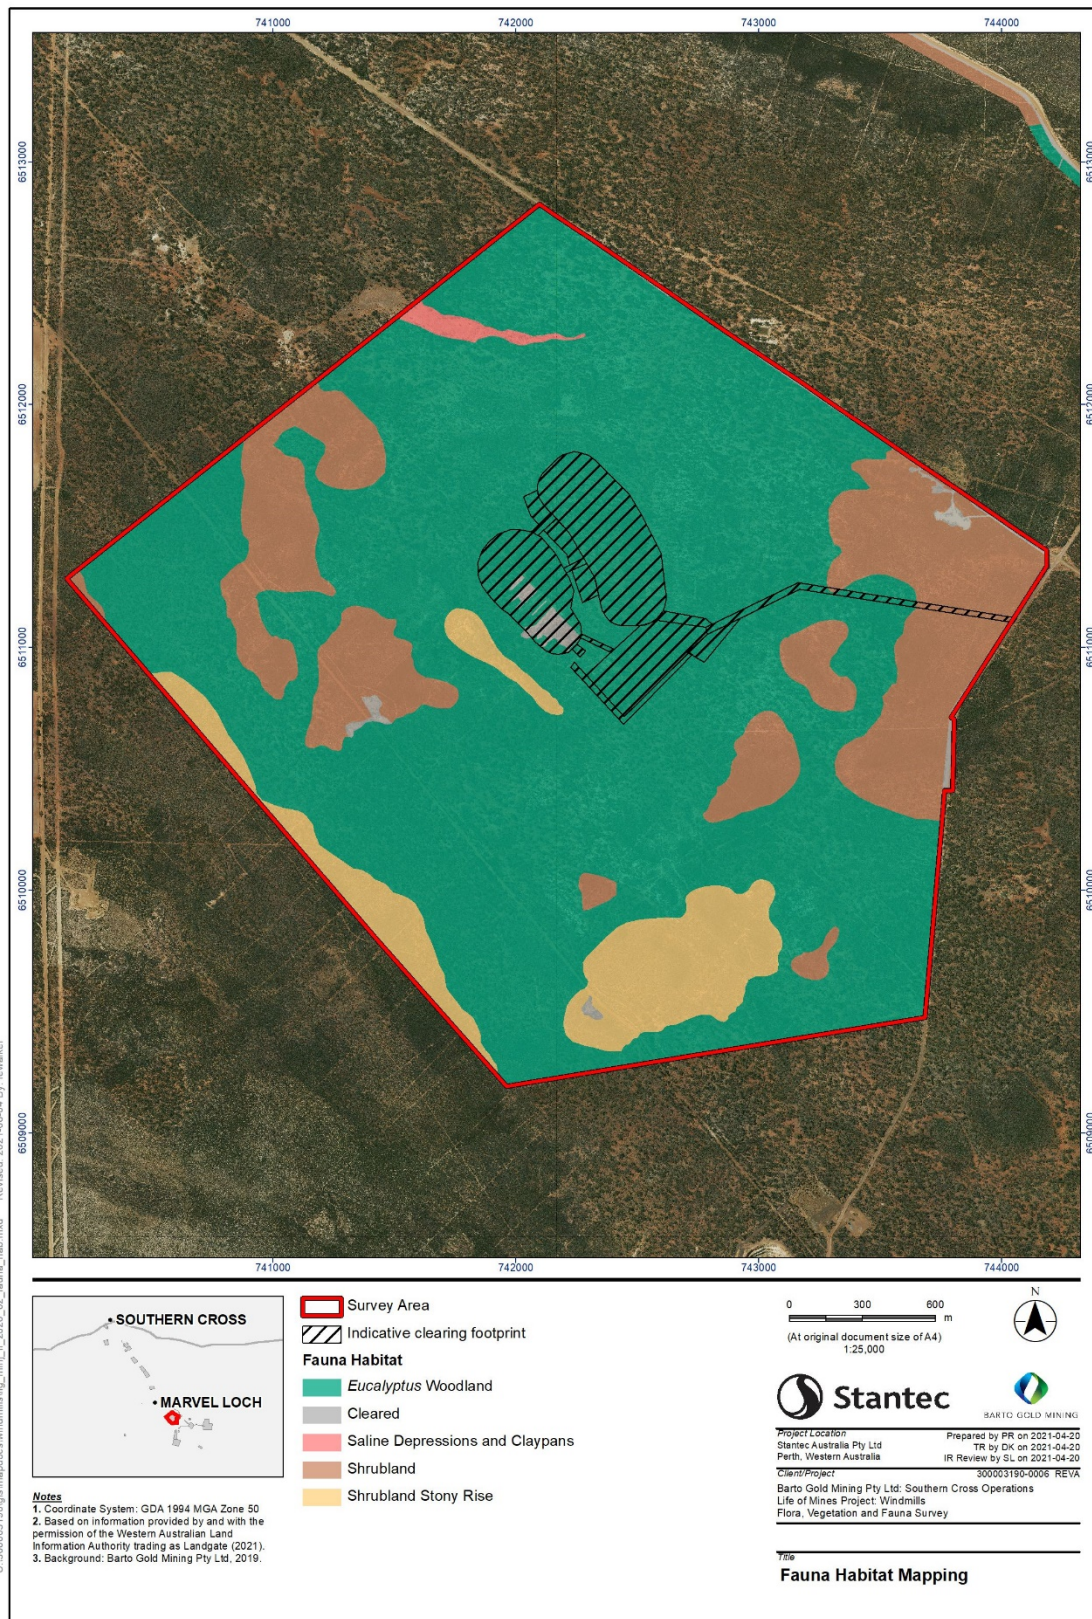 741000
742000
743000
744000
6513000
6513000
6512000
6512000
6511000
6511000
6510000
6510000
6509000
6509000
741000
742000
743000
744000
SOUTHERN CROSS
MARVEL LOCH
Notes
1. Coordinate System: GDA 1994 MGA Zone 50
2. Based on information provided by and with the
permission of the Western Australian Land
Information Authority trading as Landgate (2021).
3. Background: Barto Gold Mining Pty Ltd, 2019.
Survey Area
Indicative clearing footprint
Fauna Habitat
Eucalyptus Woodland
Cleared
Saline Depressions and Claypans
Shrubland
Shrubland Stony Rise
0 300 600
m
(At original document size of A4)
1:25,000
N
Stantec
BARTO GOLD MINING
Project Location
Stantec Australia Pty Ltd
Perth, Western Australia
Prepared by PR on 2021-04-20
TR by DK on 2021-04-20
IR Review by SL on 2021-04-20
Client/Project
300003190-0006 REVA
Barto Gold Mining Pty Ltd: Southern Cross Operations
Life of Mines Project: Windmills
Flora, Vegetation and Fauna Survey
Title
Fauna Habitat Mapping